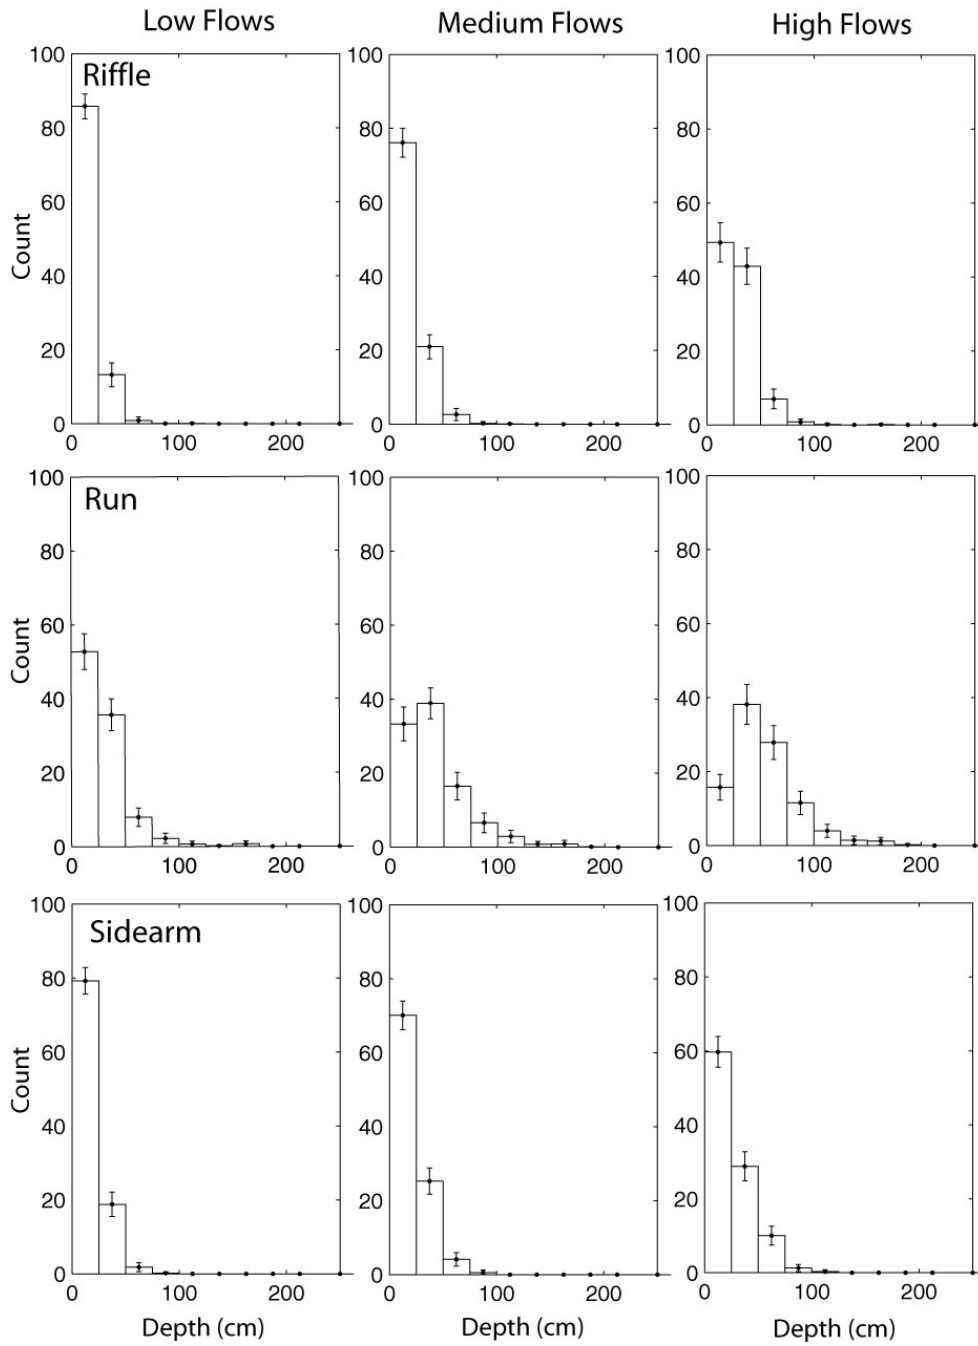 Low Flows Medium Flows High Flows
100 100 100
Riffle
80 80 80
60 60 60
Count
40 40 40
20 20 20
0 0 0
0 100 200 0 100 200 0 100 200
100 100 100
Run
80 80 80
60 60 60
Count
40 40 40
20 20 20
0 0 0
0 100 200 0 100 200 0 100 200
100 100 100
Sidearm
80 80 80
60 60 60
Count
40 40 40
20 20 20
0 0 0
0 100 200 0 100 200 0 100 200
Depth (cm) Depth (cm) Depth (cm)